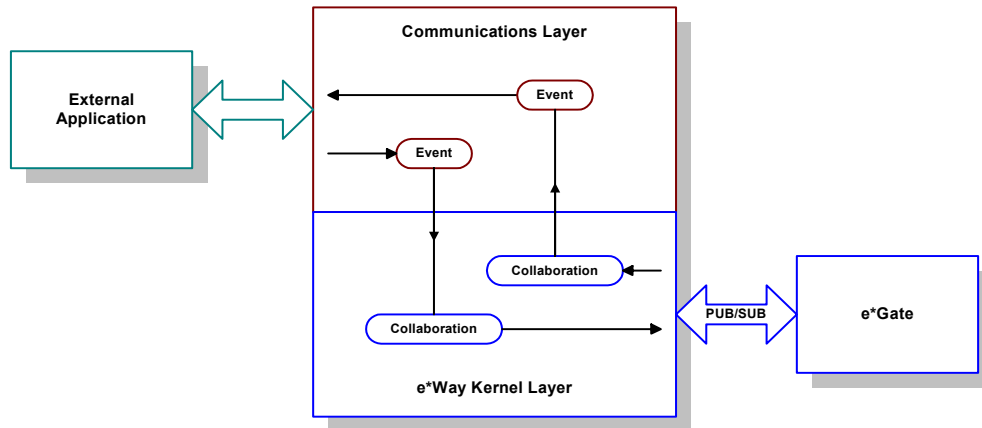 Communications Layer
External
Application
Event
Event
Collaboration
Collaboration
PUB/SUB
e*Gate
e*Way Kernel Layer